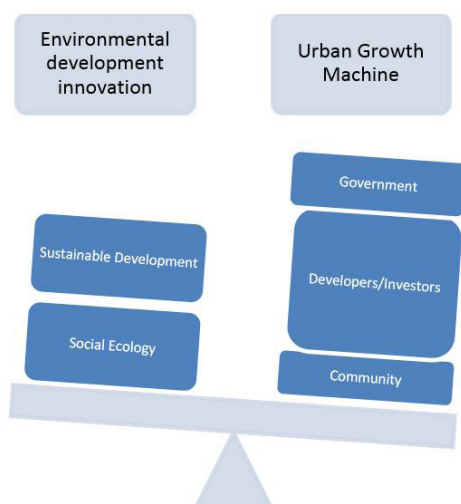 Environmental
development
innovation
Urban Growth
Machine
Sustainable Development
Social Ecology
Government
Developers/Investors
Community